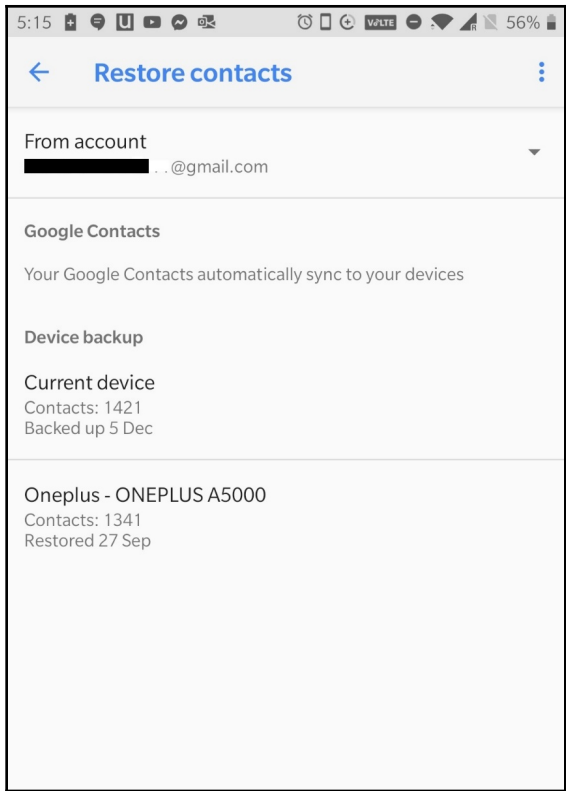 5:15 VoLTE R 56%
Restore contacts
From account
. . @gmail.com
Google Contacts
Your Google Contacts automatically sync to your devices
Device backup
Current device
Contacts: 1421
Backed up 5 Dec
Oneplus - ONEPLUS A5000
Contacts: 1341
Restored 27 Sep